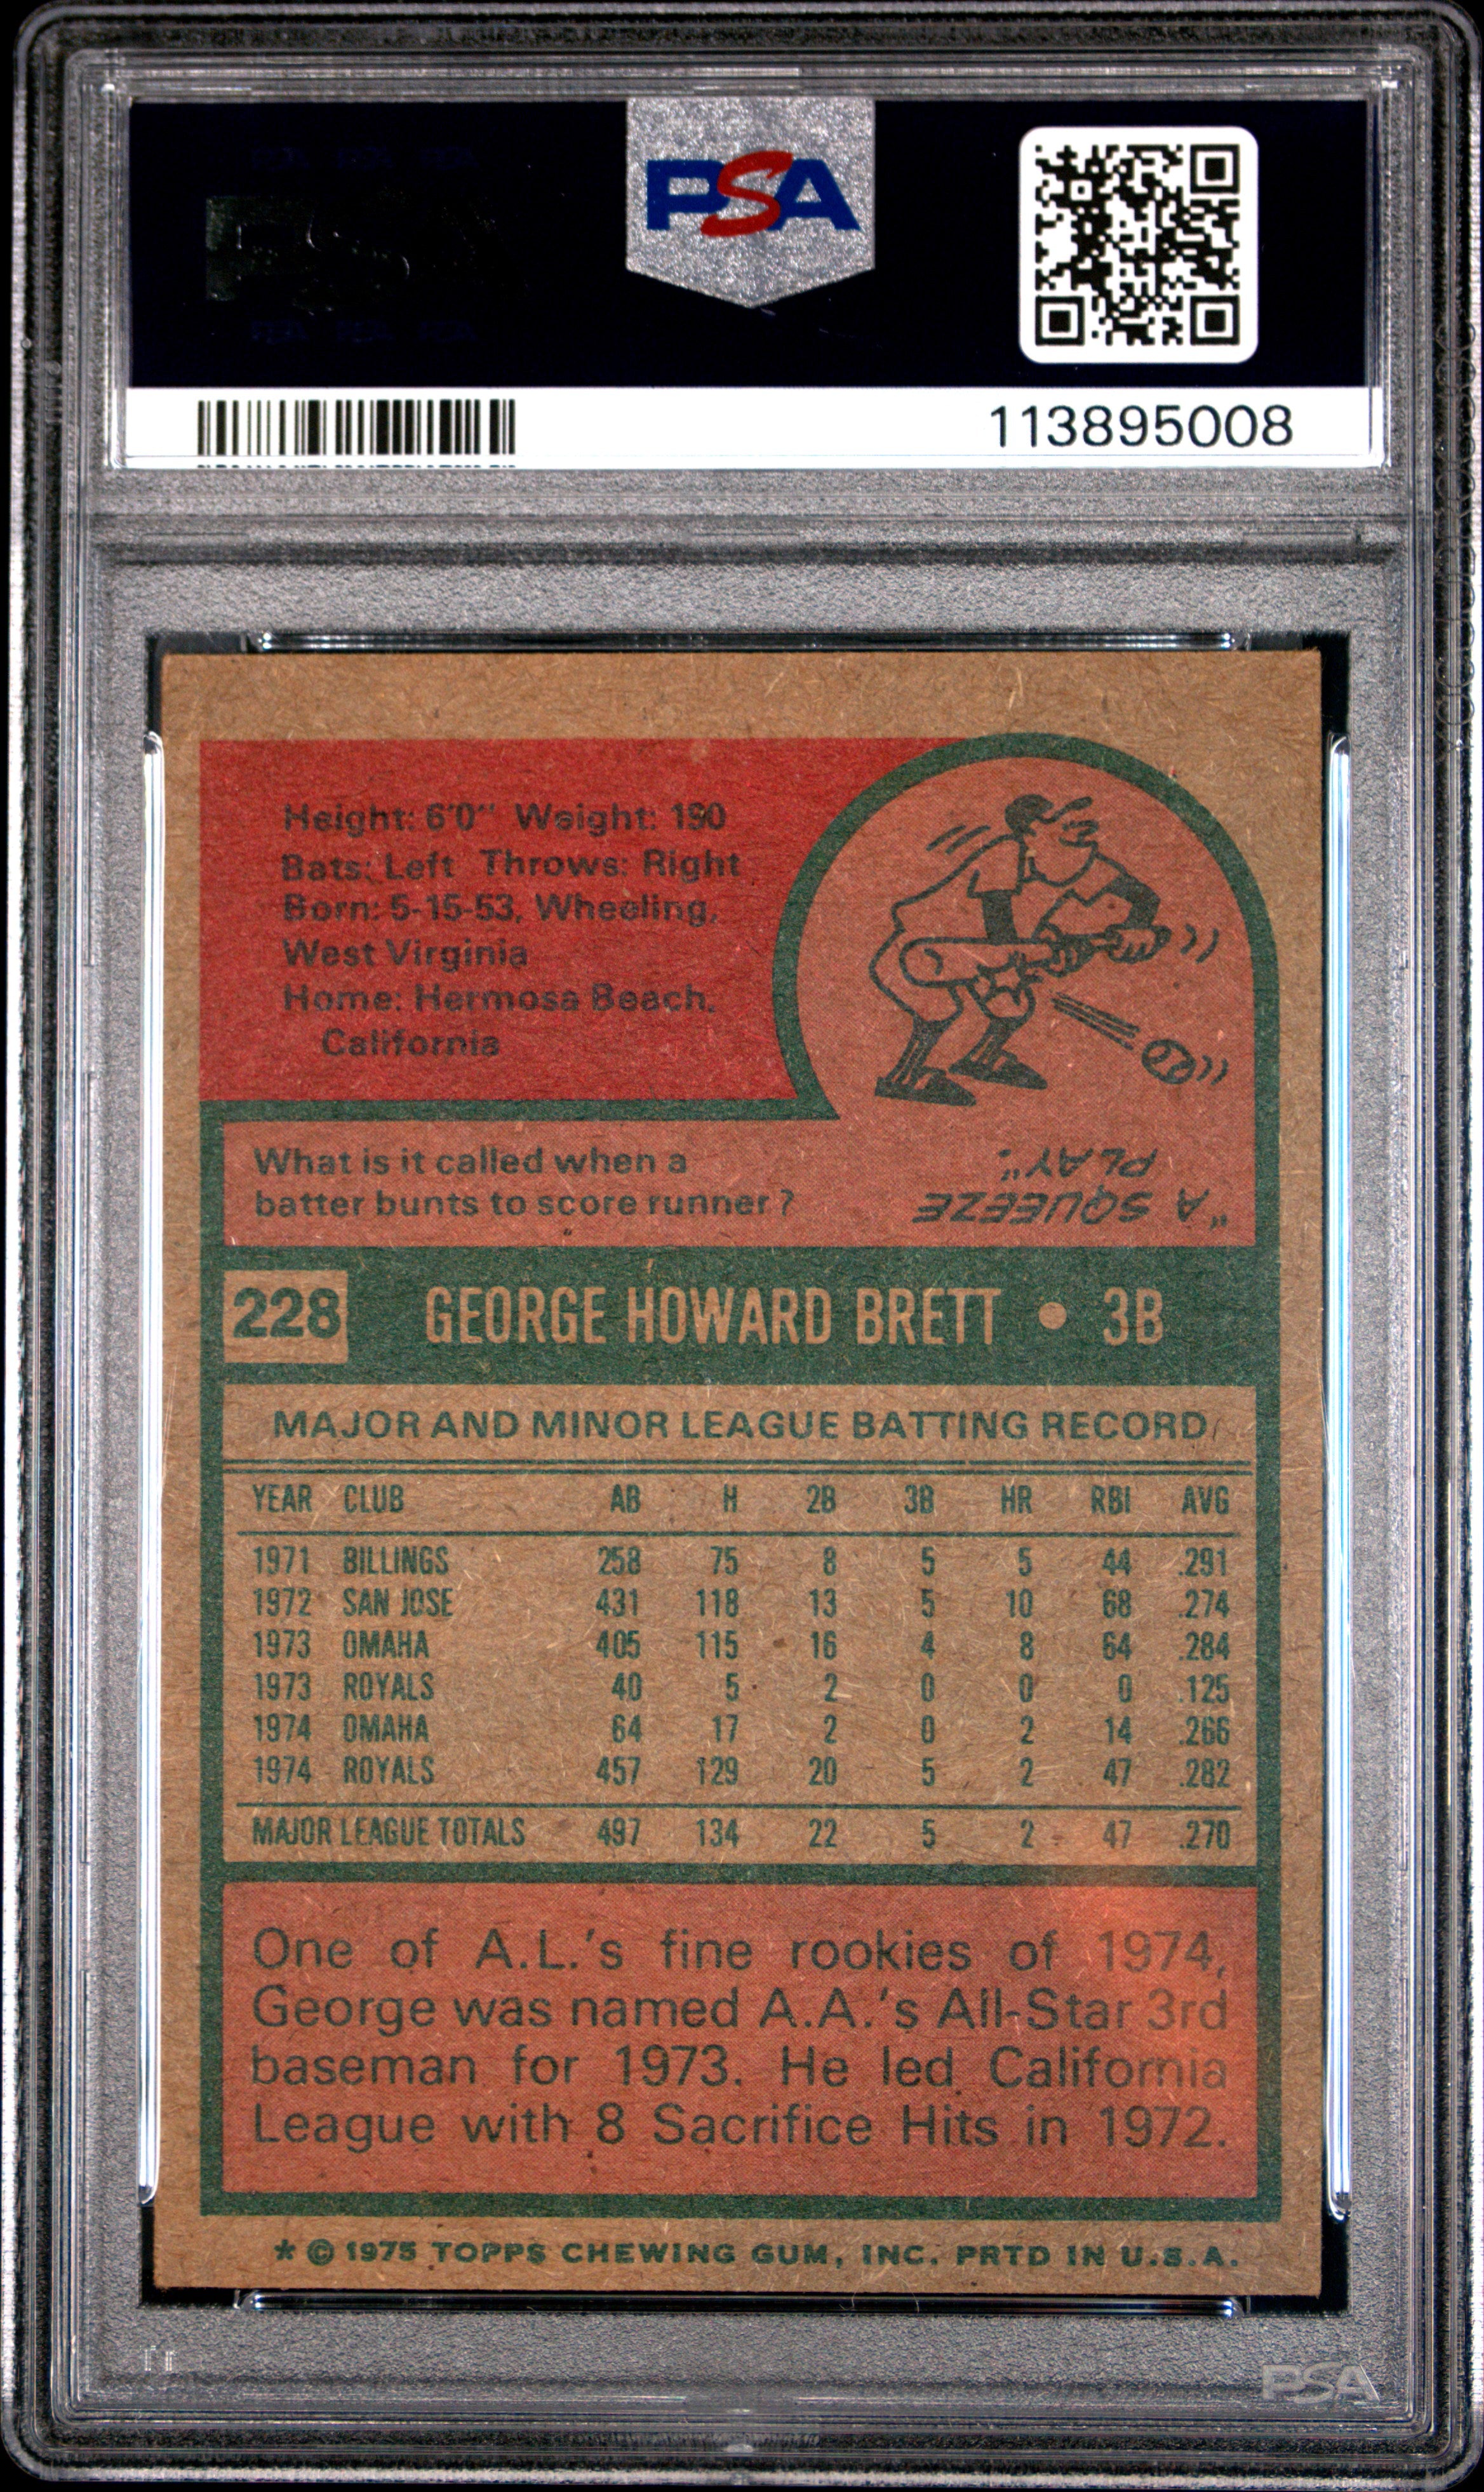 PSA
113895008
Height: 6'0" Weight: 190
Bats: Left Throws: Right
Born: 5-15-53, Wheeling,
West Virginia
Home: Hermosa Beach,
California
What is it called when a
batter bunts to score runner?
"A SQUEEZE
PLAY".
228 GEORGE HOWARD BRETT • 3B
MAJOR AND MINOR LEAGUE BATTING RECORD
YEAR CLUB AB H 2B 3B HR RBI AVG
1971 BILLINGS 258 75 8 5 5 44 .291
1972 SAN JOSE 431 118 13 5 10 68 .274
1973 OMAHA 405 115 16 4 8 64 .284
1973 ROYALS 40 5 2 0 0 0 .125
1974 OMAHA 64 17 2 0 2 14 .266
1974 ROYALS 457 129 20 5 2 47 .282
MAJOR LEAGUE TOTALS 497 134 22 5 2 47 .270
One of A.L.'s fine rookies of 1974,
George was named A.A.'s All-Star 3rd
baseman for 1973. He led California
League with 8 Sacrifice Hits in 1972.
* © 1975 TOPPS CHEWING GUM, INC. PRTD IN U.S.A.
PSA